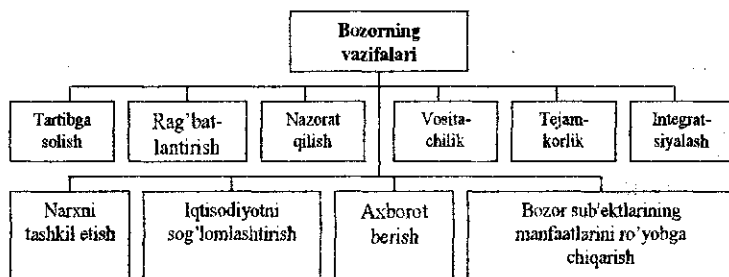 Bozorning
vazifalari
Tartibga
solish
Rag'bat-
lantirish
Nazorat
qilish
Vosita-
chilik
Tejam-
korlik
Integrat-
siyalash
Narxni
tashkil etish
Iqtisodiyotni
sog'lomlashtirish
Axborot
berish
Bozor sub'ektlarining
manfaatlarini ro'yobga
chiqarish